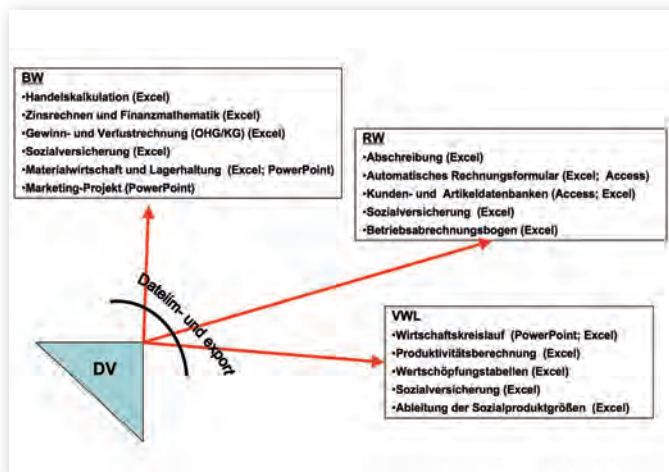 BW
•Handelskalkulation (Excel)
•Zinsrechnen und Finanzmathematik (Excel)
•Gewinn- und Verlustrechnung (OHG/KG) (Excel)
•Sozialversicherung (Excel)
•Materialwirtschaft und Lagerhaltung (Excel; PowerPoint)
•Marketing-Projekt (PowerPoint)
RW
•Abschreibung (Excel)
•Automatisches Rechnungsformular (Excel; Access)
•Kunden- und Artikeldatenbanken (Access; Excel)
•Sozialversicherung (Excel)
•Betriebsabrechnungsbogen (Excel)
Dateiim- und export
DV
VWL
•Wirtschaftskreislauf (PowerPoint; Excel)
•Produktivitätsberechnung (Excel)
•Wertschöpfungstabellen (Excel)
•Sozialversicherung (Excel)
•Ableitung der Sozialproduktgrößen (Excel)